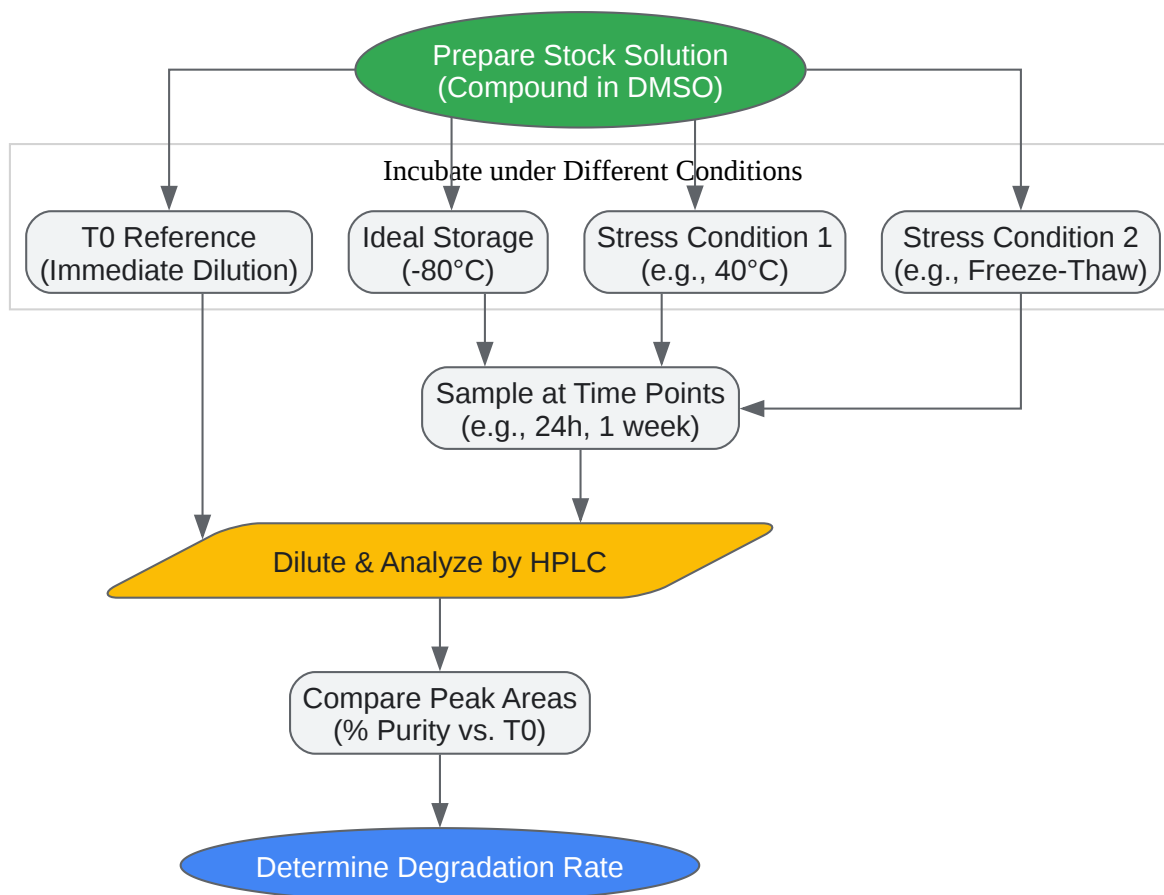 Prepare Stock Solution
(Compound in DMSO)
Incubate under Different Conditions
T0 Reference
(Immediate Dilution)
Ideal Storage
(-80°C)
Stress Condition 1
(e.g., 40°C)
Stress Condition 2
(e.g., Freeze-Thaw)
Sample at Time Points
(e.g., 24h, 1 week)
Dilute & Analyze by HPLC
Compare Peak Areas
(% Purity vs. T0)
Determine Degradation Rate